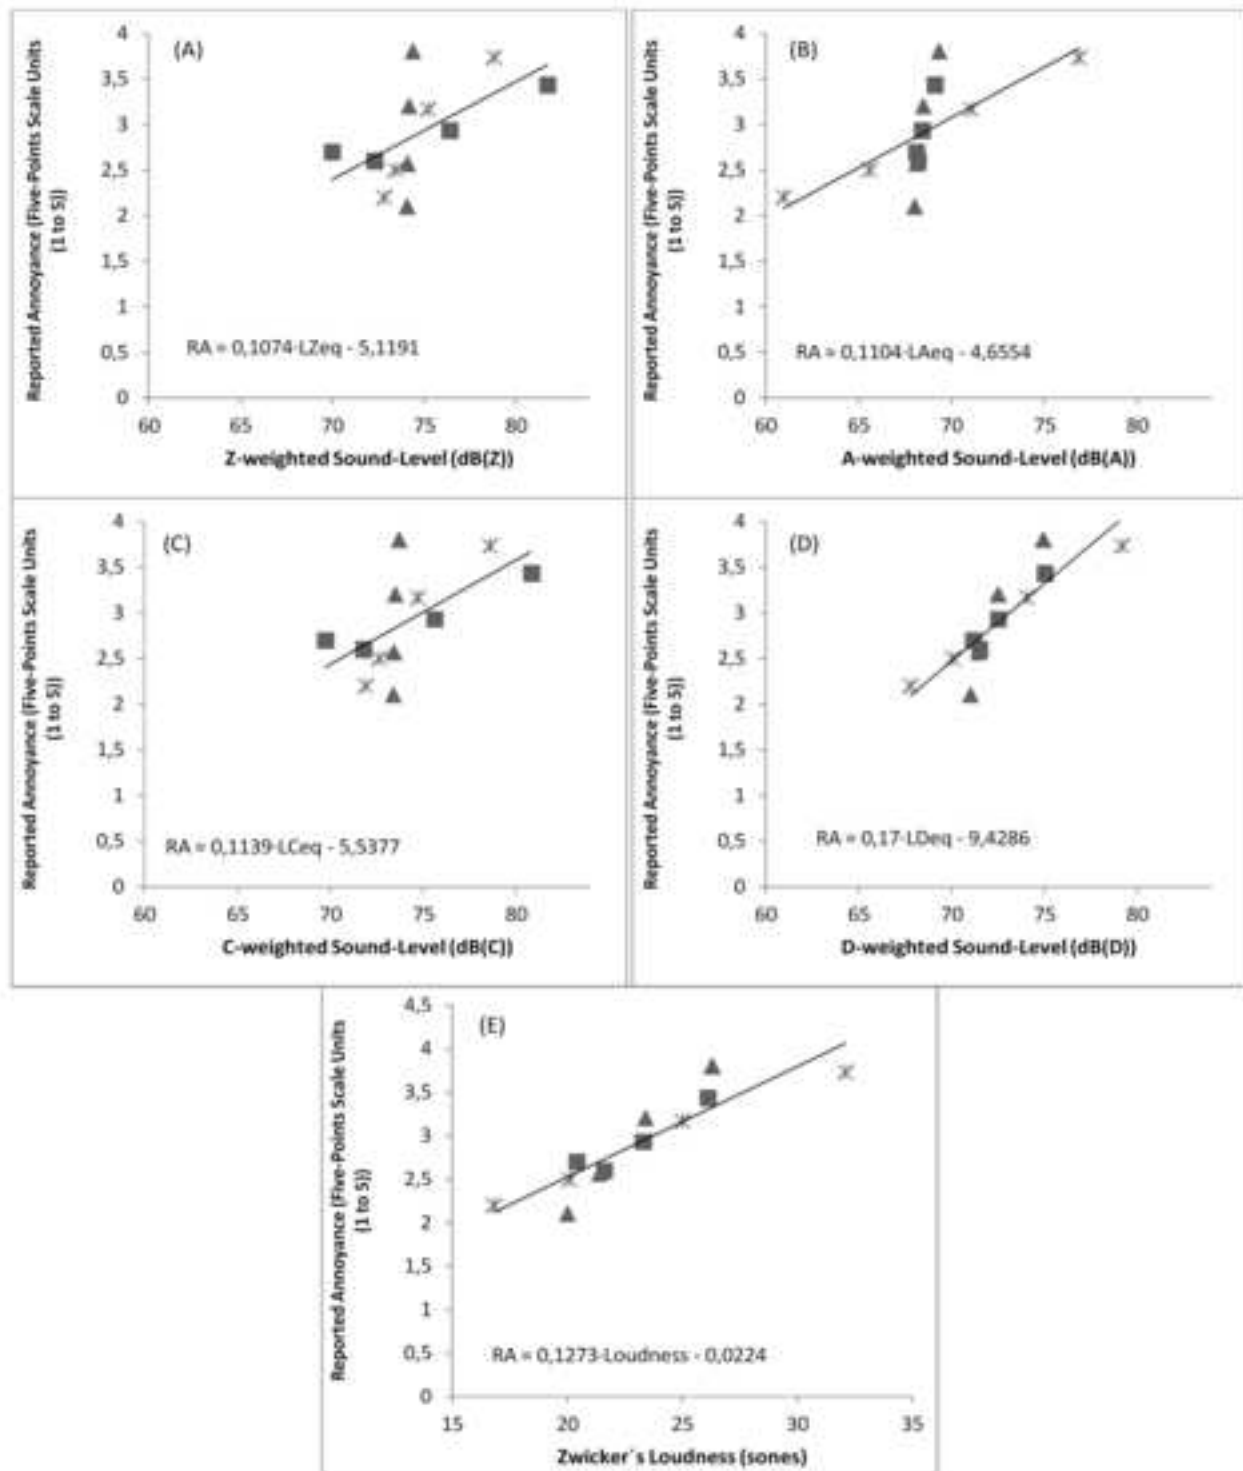 Reported Annoyance (Five-Points Scale Units
(1 to 5))
(A)
4
3,5
3
2,5
2
1,5
1
0,5
0
RA = 0,1074·LZeq - 5,1191
60 65 70 75 80
Z-weighted Sound-Level (dB(Z))
Reported Annoyance (Five-Points Scale Units
(1 to 5))
(B)
4
3,5
3
2,5
2
1,5
1
0,5
0
RA = 0,1104·LAeq - 4,6554
60 65 70 75 80
A-weighted Sound-Level (dB(A))
Reported Annoyance (Five-Points Scale Units
(1 to 5))
(C)
4
3,5
3
2,5
2
1,5
1
0,5
0
RA = 0,1139·LCeq - 5,5377
60 65 70 75 80
C-weighted Sound-Level (dB(C))
Reported Annoyance (Five-Points Scale Units
(1 to 5))
(D)
4
3,5
3
2,5
2
1,5
1
0,5
0
RA = 0,17·LDeq - 9,4286
60 65 70 75 80
D-weighted Sound-Level (dB(D))
Reported Annoyance (Five-Points Scale Units
(1 to 5))
(E)
4,5
4
3,5
3
2,5
2
1,5
1
0,5
0
RA = 0,1273·Loudness - 0,0224
15 20 25 30 35
Zwicker´s Loudness (sones)